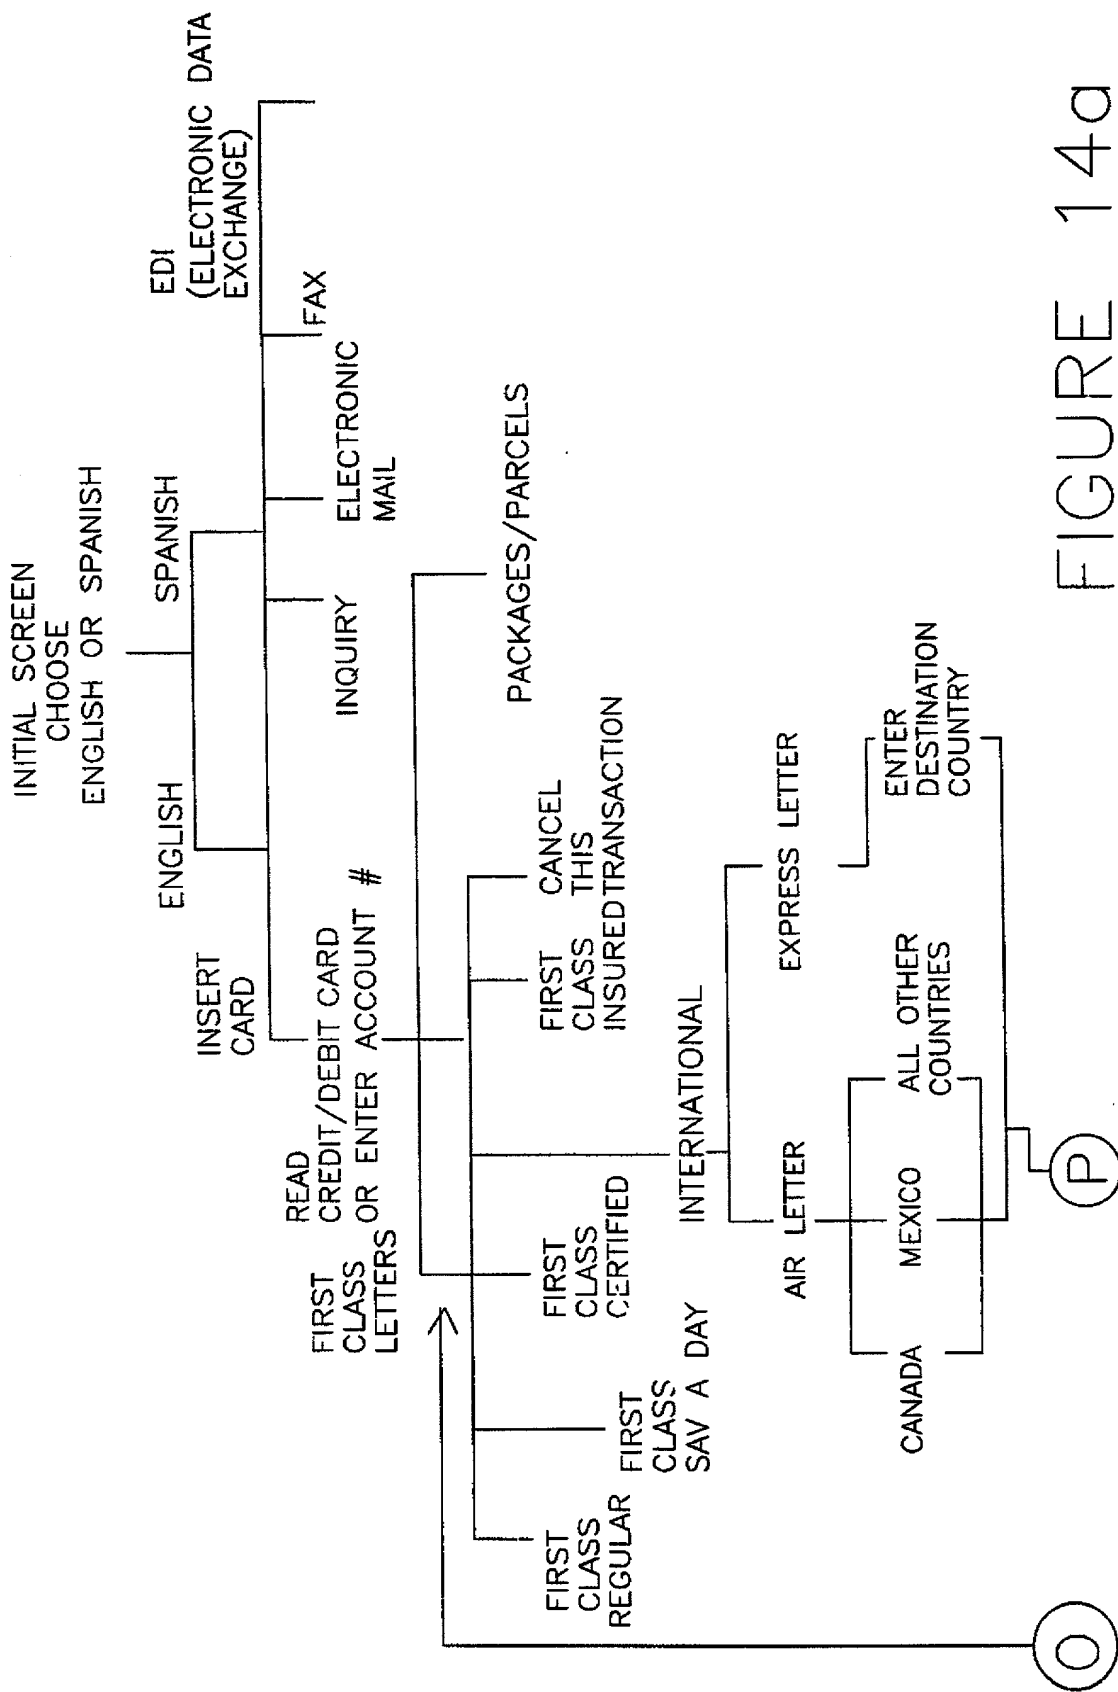 INITIAL SCREEN
CHOOSE
ENGLISH OR SPANISH
ENGLISH
SPANISH
INSERT
CARD
EDI
(ELECTRONIC DATA
EXCHANGE)
READ
CREDIT/DEBIT CARD
OR ENTER ACCOUNT #
INQUIRY
ELECTRONIC
MAIL
FAX
FIRST
CLASS
LETTERS
PACKAGES/PARCELS
FIRST
CLASS
REGULAR
FIRST
CLASS
SAV A DAY
FIRST
CLASS
CERTIFIED
INTERNATIONAL
FIRST
CLASS
INSURED
CANCEL
THIS
TRANSACTION
AIR LETTER
EXPRESS LETTER
CANADA
MEXICO
ALL OTHER
COUNTRIES
ENTER
DESTINATION
COUNTRY
O
P
FIGURE 14a